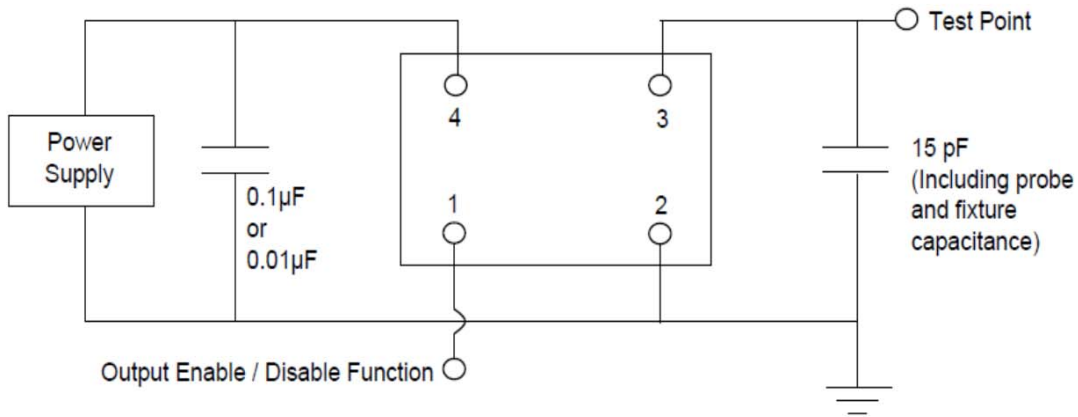 Test Point
4
3
Power
Supply
15 pF
(Including probe
and fixture
capacitance)
0.1µF
or
0.01µF
1
2
Output Enable / Disable Function